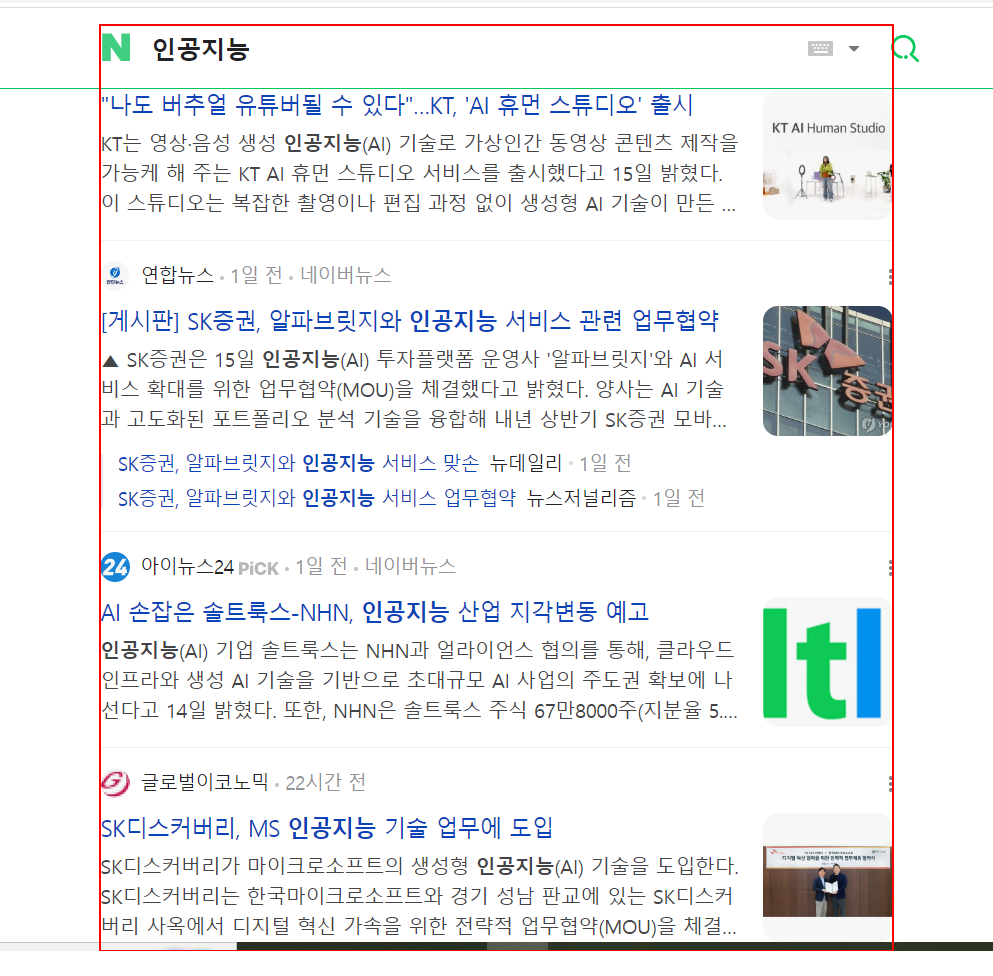 N 인공지능
"나도 버추얼 유튜버될 수 있다"...KT, 'AI 휴먼 스튜디오' 출시
KT는 영상·음성 생성 인공지능(AI) 기술로 가상인간 동영상 콘텐츠 제작을
가능케 해 주는 KT AI 휴먼 스튜디오 서비스를 출시했다고 15일 밝혔다.
이 스튜디오는 복잡한 촬영이나 편집 과정 없이 생성형 AI 기술이 만든 ...
KT AI Human Studio
연합뉴스 · 1일 전 · 네이버뉴스
[게시판] SK증권, 알파브릿지와 인공지능 서비스 관련 업무협약
▲ SK증권은 15일 인공지능(AI) 투자플랫폼 운영사 '알파브릿지'와 AI 서
비스 확대를 위한 업무협약(MOU)을 체결했다고 밝혔다. 양사는 AI 기술
과 고도화된 포트폴리오 분석 기술을 융합해 내년 상반기 SK증권 모바...
SK 증권
SK증권, 알파브릿지와 인공지능 서비스 맞손 뉴데일리 · 1일 전
SK증권, 알파브릿지와 인공지능 서비스 업무협약 뉴스저널리즘 · 1일 전
24 아이뉴스24 PiCK · 1일 전 · 네이버뉴스
AI 손잡은 솔트룩스-NHN, 인공지능 산업 지각변동 예고
인공지능(AI) 기업 솔트룩스는 NHN과 얼라이언스 협의를 통해, 클라우드
인프라와 생성 AI 기술을 기반으로 초대규모 AI 사업의 주도권 확보에 나
선다고 14일 밝혔다. 또한, NHN은 솔트룩스 주식 67만8000주(지분율 5....
ltl
글로벌이코노믹 · 22시간 전
SK디스커버리, MS 인공지능 기술 업무에 도입
SK디스커버리가 마이크로소프트의 생성형 인공지능(AI) 기술을 도입한다.
SK디스커버리는 한국마이크로소프트와 경기 성남 판교에 있는 SK디스커
버리 사옥에서 디지털 혁신 가속을 위한 전략적 업무협약(MOU)을 체결...